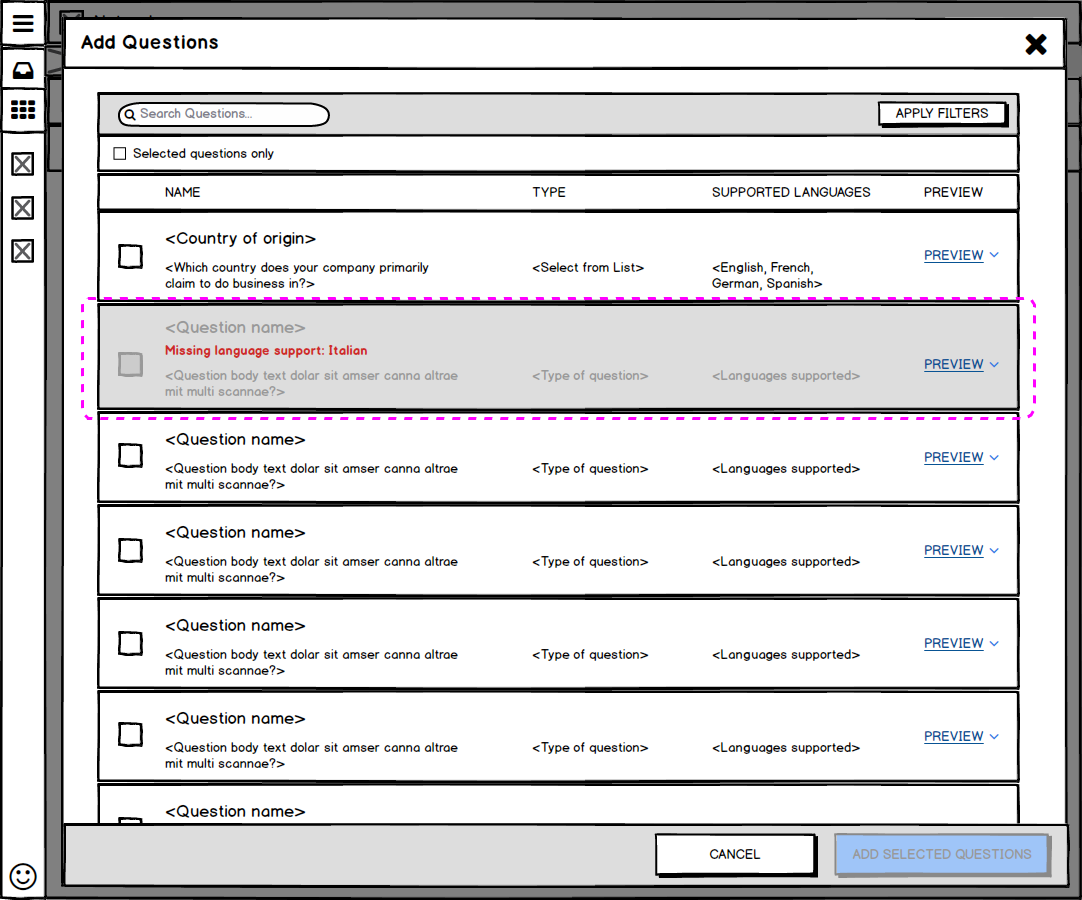 Add Questions
Search Questions...
APPLY FILTERS
Selected questions only
NAME TYPE SUPPORTED LANGUAGES PREVIEW
<Country of origin>
<Which country does your company primarily
claim to do business in?>
<Select from List>
<English, French,
German, Spanish>
PREVIEW
<Question name>
Missing language support: Italian
<Question body text dolar sit amser canna altrae
mit multi scannae?>
<Type of question>
<Languages supported>
PREVIEW
<Question name>
<Question body text dolar sit amser canna altrae
mit multi scannae?>
<Type of question>
<Languages supported>
PREVIEW
<Question name>
<Question body text dolar sit amser canna altrae
mit multi scannae?>
<Type of question>
<Languages supported>
PREVIEW
<Question name>
<Question body text dolar sit amser canna altrae
mit multi scannae?>
<Type of question>
<Languages supported>
PREVIEW
<Question name>
<Question body text dolar sit amser canna altrae
mit multi scannae?>
<Type of question>
<Languages supported>
PREVIEW
<Question name>
CANCEL
ADD SELECTED QUESTIONS